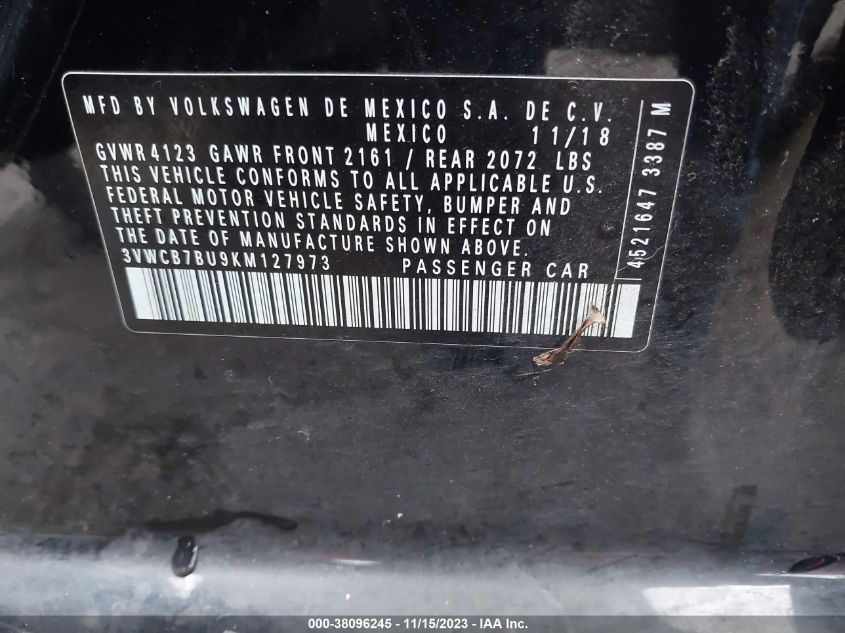 MFD BY VOLKSWAGEN DE MEXICO S.A. DE C.V.
MEXICO 11/18
GVWR 4123 GAWR FRONT 2161 / REAR 2072 LBS
THIS VEHICLE CONFORMS TO ALL APPLICABLE U.S.
FEDERAL MOTOR VEHICLE SAFETY, BUMPER AND
THEFT PREVENTION STANDARDS IN EFFECT ON
THE DATE OF MANUFACTURE SHOWN ABOVE.
3VWCB7BU9KM127973 PASSENGER CAR
4521647 3387 M
000-38096245 - 11/15/2023 - IAA Inc.